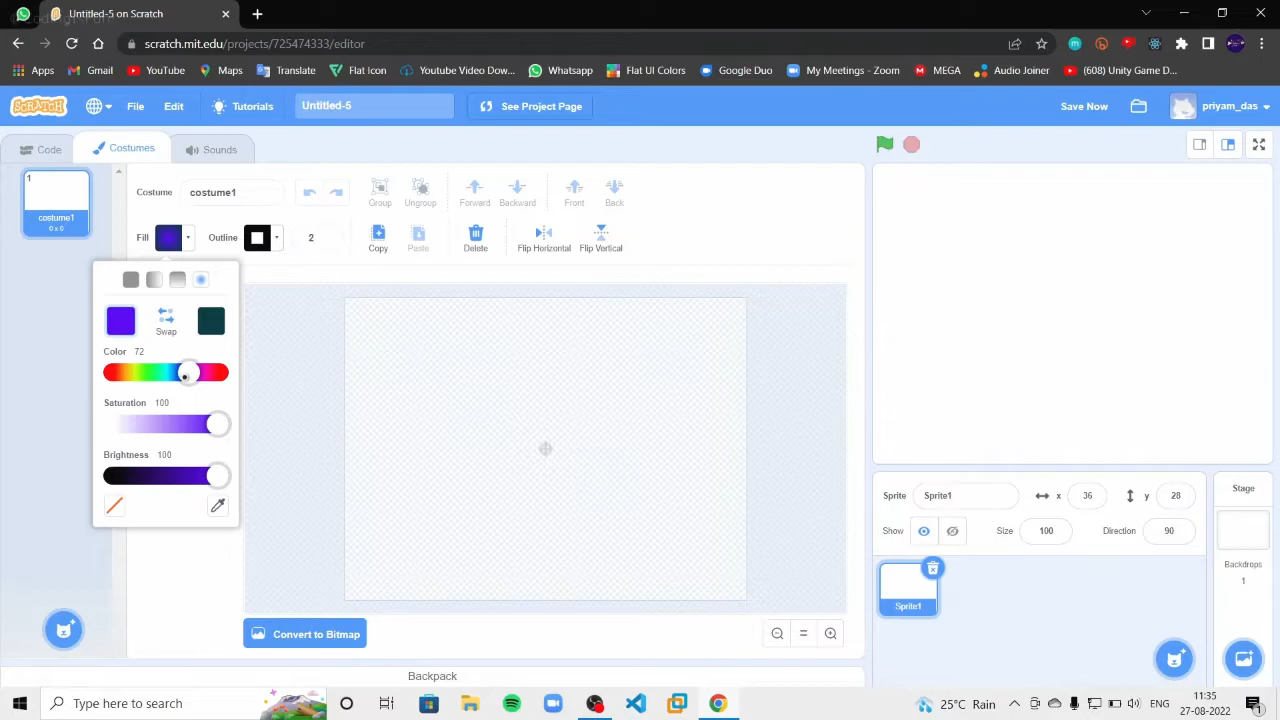 Untitled-5 on Scratch
scratch.mit.edu/projects/725474333/editor
Apps Gmail YouTube Maps Translate Flat Icon Youtube Video Dow... Whatsapp Flat UI Colors Google Duo My Meetings - Zoom MEGA Audio Joiner (608) Unity Game D...
SCRATCH File Edit Tutorials Untitled-5 See Project Page Save Now priyam_das
Code Costumes Sounds
1
costume1
0 x 0
Costume costume1 Group Ungroup Forward Backward Front Back
Fill Outline 2 Copy Paste Delete Flip Horizontal Flip Vertical
Swap
Color 72
Saturation 100
Brightness 100
Convert to Bitmap
Backpack
Sprite Sprite1 x 36 y 28
Show Size 100 Direction 90
Sprite1
Stage
Backdrops
1
Type here to search
25°C Rain ENG 11:35
27-08-2022
1